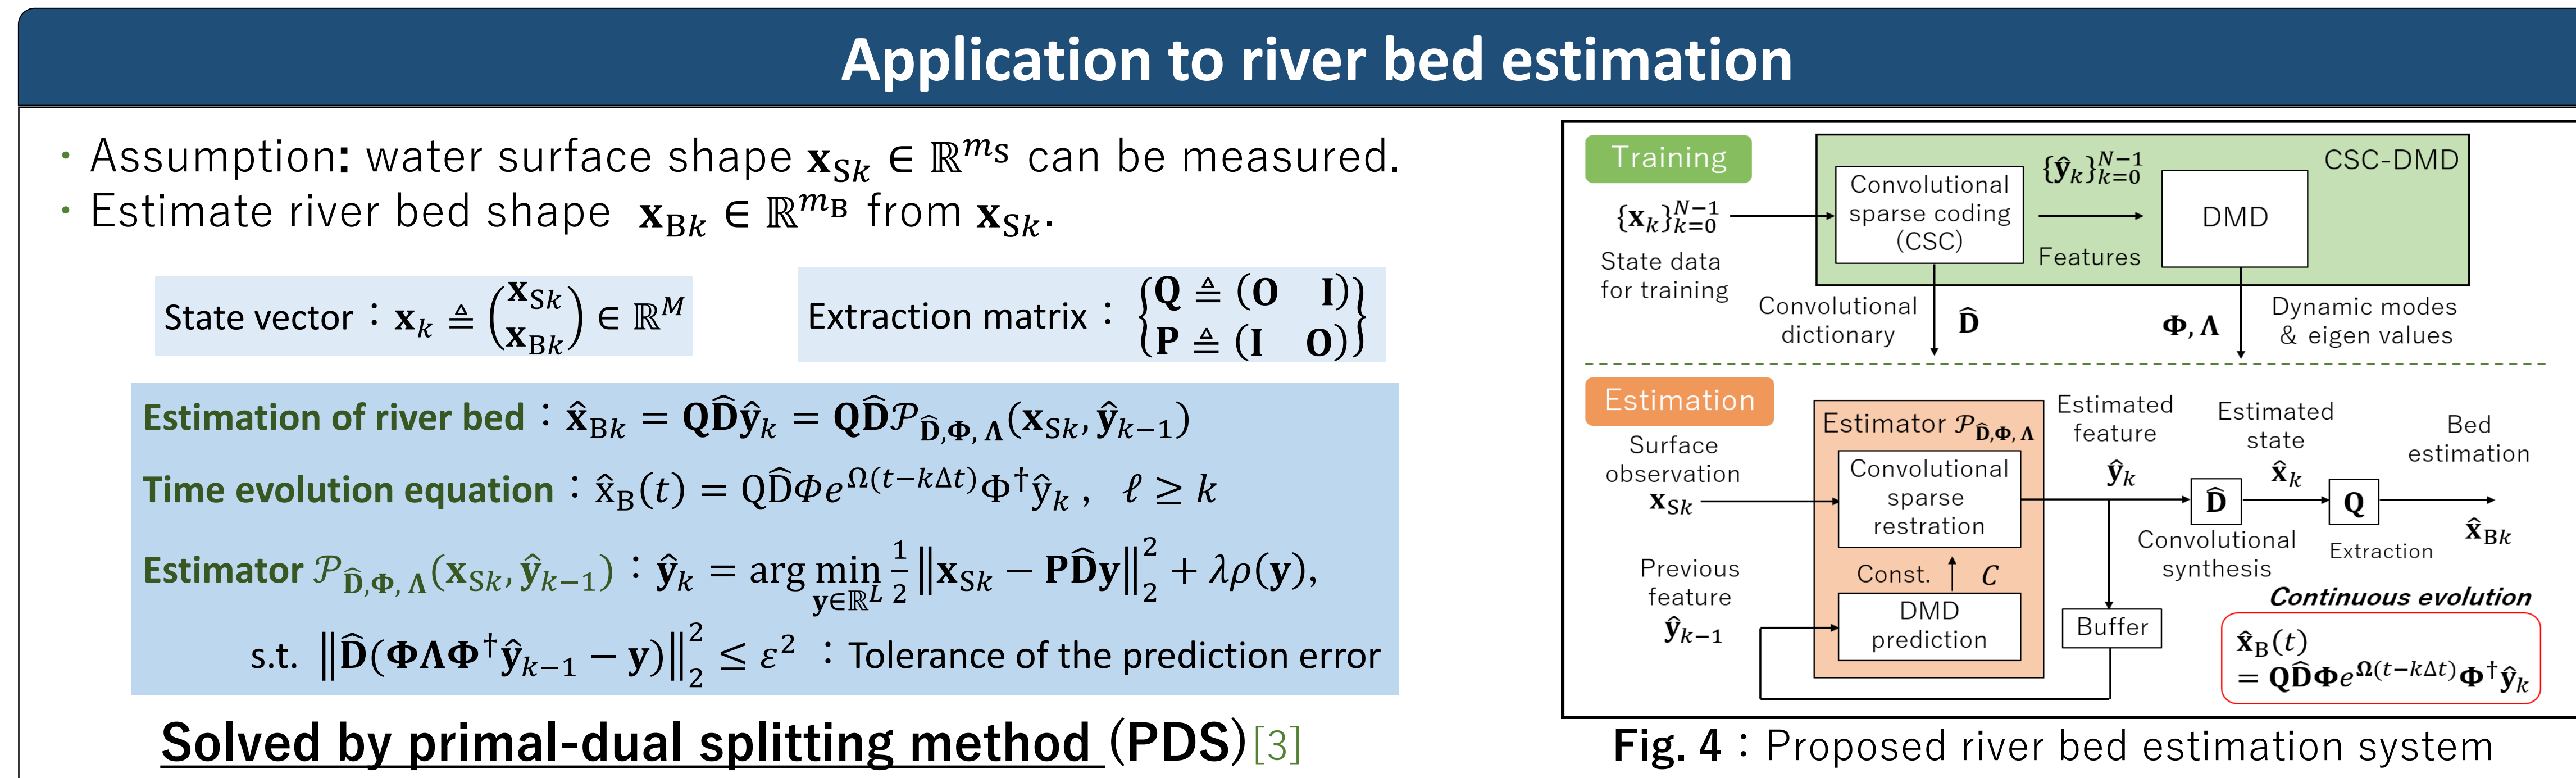 Application to river bed estimation
・Assumption: water surface shape 𝐱_{Sk} ∈ ℝ^{m_S} can be measured.
・Estimate river bed shape 𝐱_{Bk} ∈ ℝ^{m_B} from 𝐱_{Sk}.
State vector：𝐱_k ≜ (𝐱_{Sk} 𝐱_{Bk}) ∈ ℝ^M
Extraction matrix： {𝐐 ≜ (𝐎 𝐈)
𝐏 ≜ (𝐈 𝐎)}
Estimation of river bed：𝐱̂_{Bk} = 𝐐𝐃̂𝐲̂_k = 𝐐𝐃̂𝒫_{𝐃̂,𝚽,𝚲}(𝐱_{Sk}, 𝐲̂_{k−1})
Time evolution equation：x̂_B(t) = QD̂𝛷e^{Ω(t−kΔt)}Φ^†ŷ_k , ℓ ≥ k
Estimator 𝒫_{𝐃̂,𝚽,𝚲}(𝐱_{Sk}, 𝐲̂_{k−1})：𝐲̂_k = arg min_{𝐲∈ℝ^L} 1/2 ‖𝐱_{Sk} − 𝐏𝐃̂𝐲‖_2^2 + λρ(𝐲),
s.t. ‖𝐃̂(𝚽𝚲𝚽^†𝐲̂_{k−1} − 𝐲)‖_2^2 ≤ ε^2 ：Tolerance of the prediction error
Solved by primal-dual splitting method (PDS)[3]
Training
CSC-DMD
{𝐱_k}_{k=0}^{N−1}
State data
for training
Convolutional
sparse coding
(CSC)
{𝐲̂_k}_{k=0}^{N−1}
Features
DMD
Convolutional
dictionary
𝐃̂
𝚽, 𝚲
Dynamic modes
& eigen values
Estimation
Surface
observation
𝐱_{Sk}
Previous
feature
𝐲̂_{k−1}
Estimator 𝒫_{𝐃̂,𝚽,𝚲}
Convolutional
sparse
restration
Const. C
DMD
prediction
Estimated
feature
𝐲̂_k
Buffer
𝐃̂
Convolutional
synthesis
Estimated
state
𝐱̂_k
𝐐
Extraction
Bed
estimation
𝐱̂_{Bk}
Continuous evolution
𝐱̂_B(t)
= 𝐐𝐃̂𝚽e^{𝛀(t−kΔt)}𝚽^†𝐲̂_k
Fig. 4：Proposed river bed estimation system